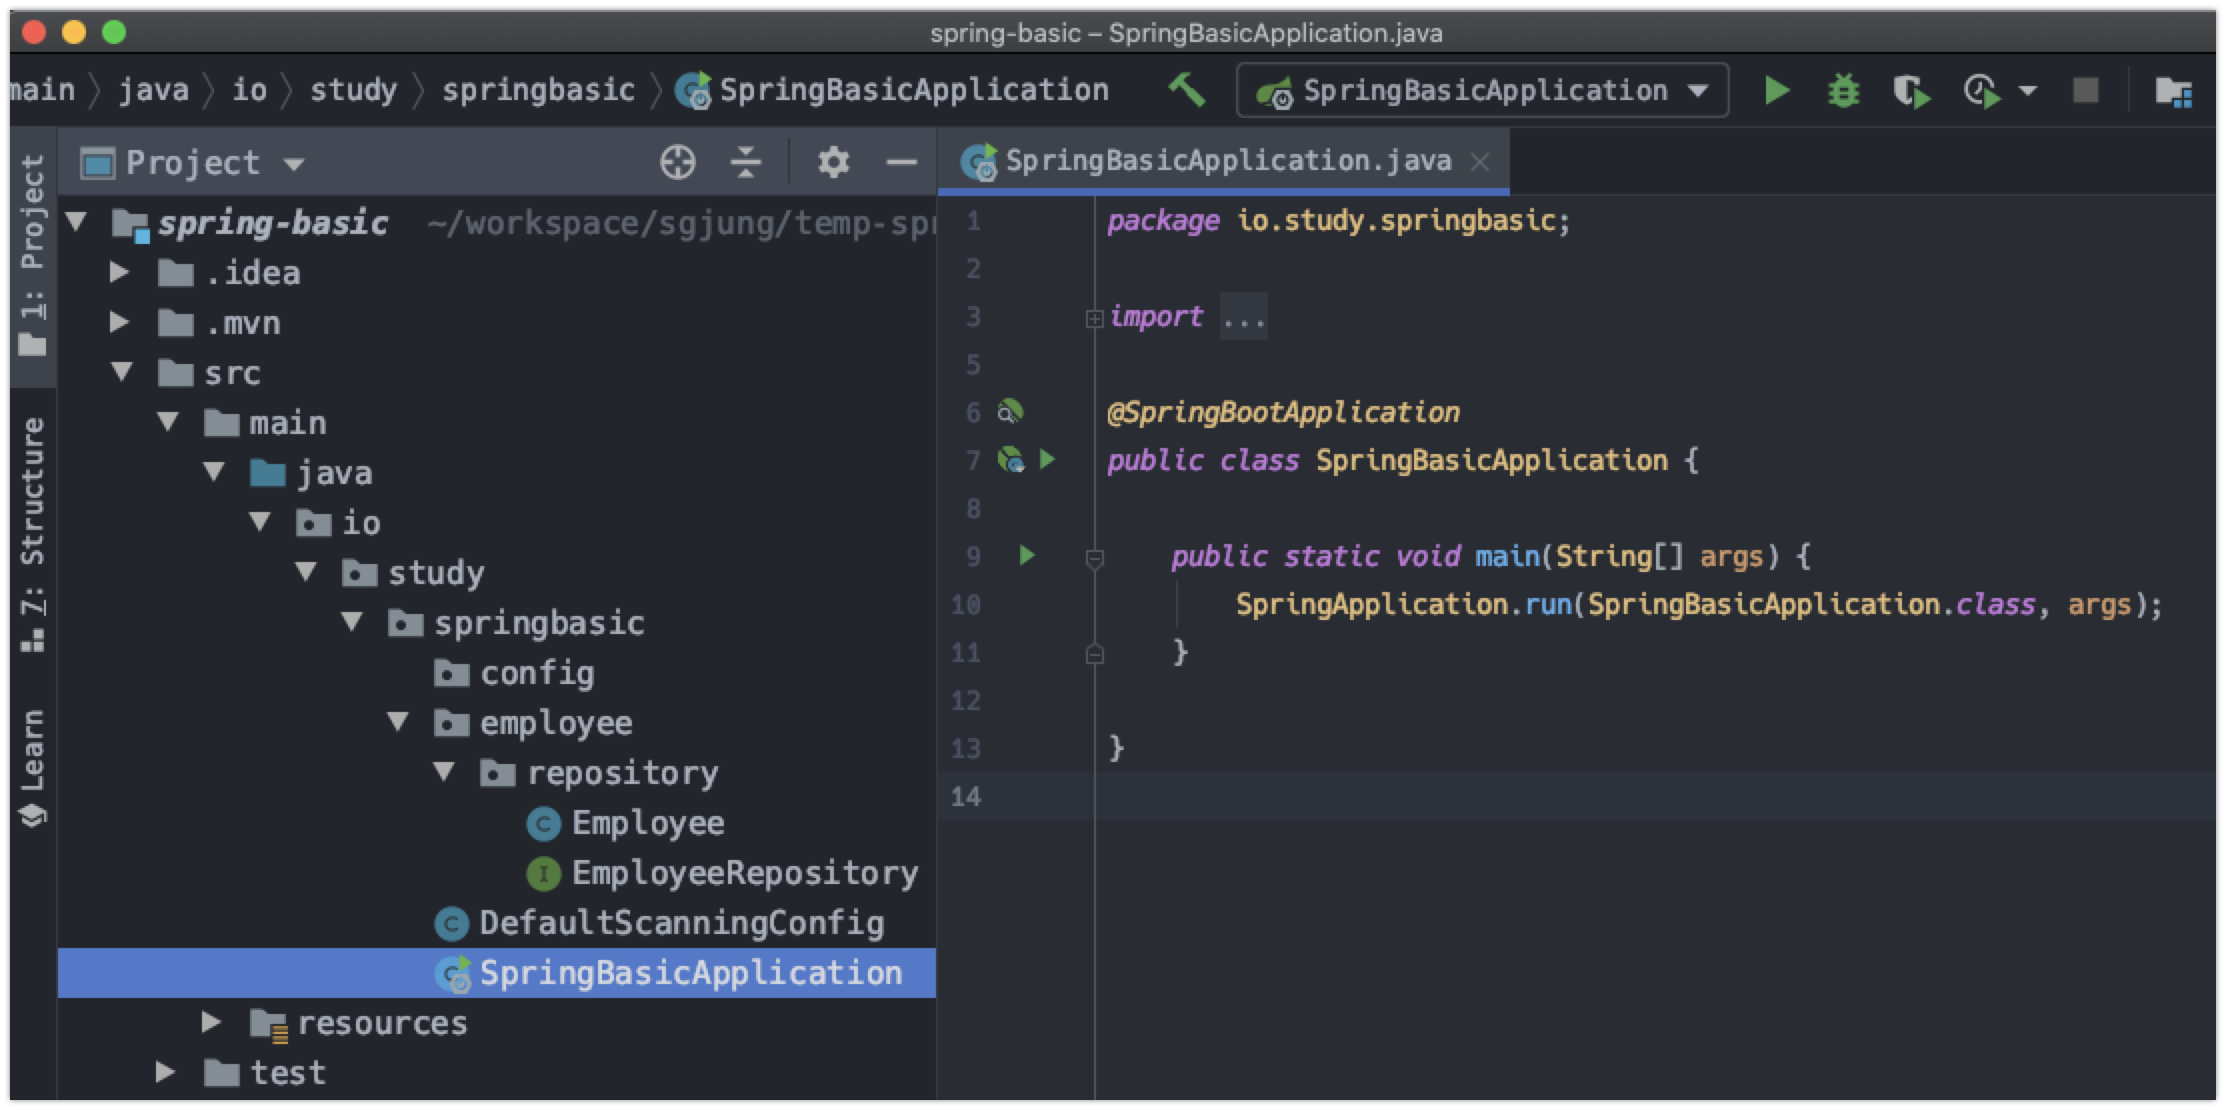 spring-basic – SpringBasicApplication.java
main java io study springbasic SpringBasicApplication SpringBasicApplication
1: Project
7: Structure
Learn
Project
spring-basic ~/workspace/sgjung/temp-spr
.idea
.mvn
src
main
java
io
study
springbasic
config
employee
repository
Employee
EmployeeRepository
DefaultScanningConfig
SpringBasicApplication
resources
test
SpringBasicApplication.java
1 package io.study.springbasic;
2
3 import ...
5
6 @SpringBootApplication
7 public class SpringBasicApplication {
8
9 public static void main(String[] args) {
10 SpringApplication.run(SpringBasicApplication.class, args);
11 }
12
13 }
14